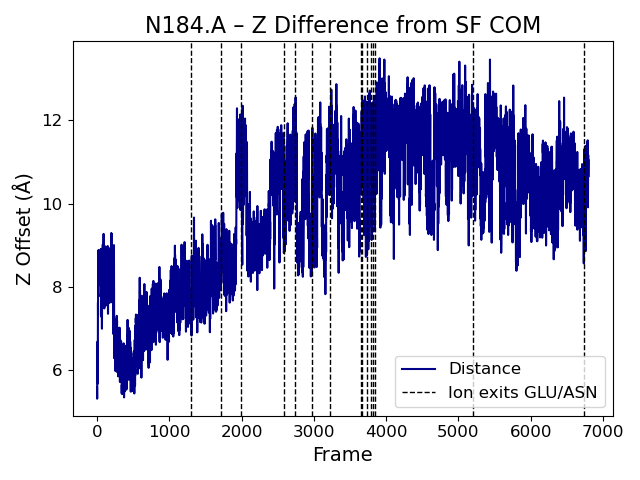 N184.A – Z Difference from SF COM
Z Offset (Å)
12
10
8
6
0 1000 2000 3000 4000 5000 6000 7000
Frame
Distance
Ion exits GLU/ASN